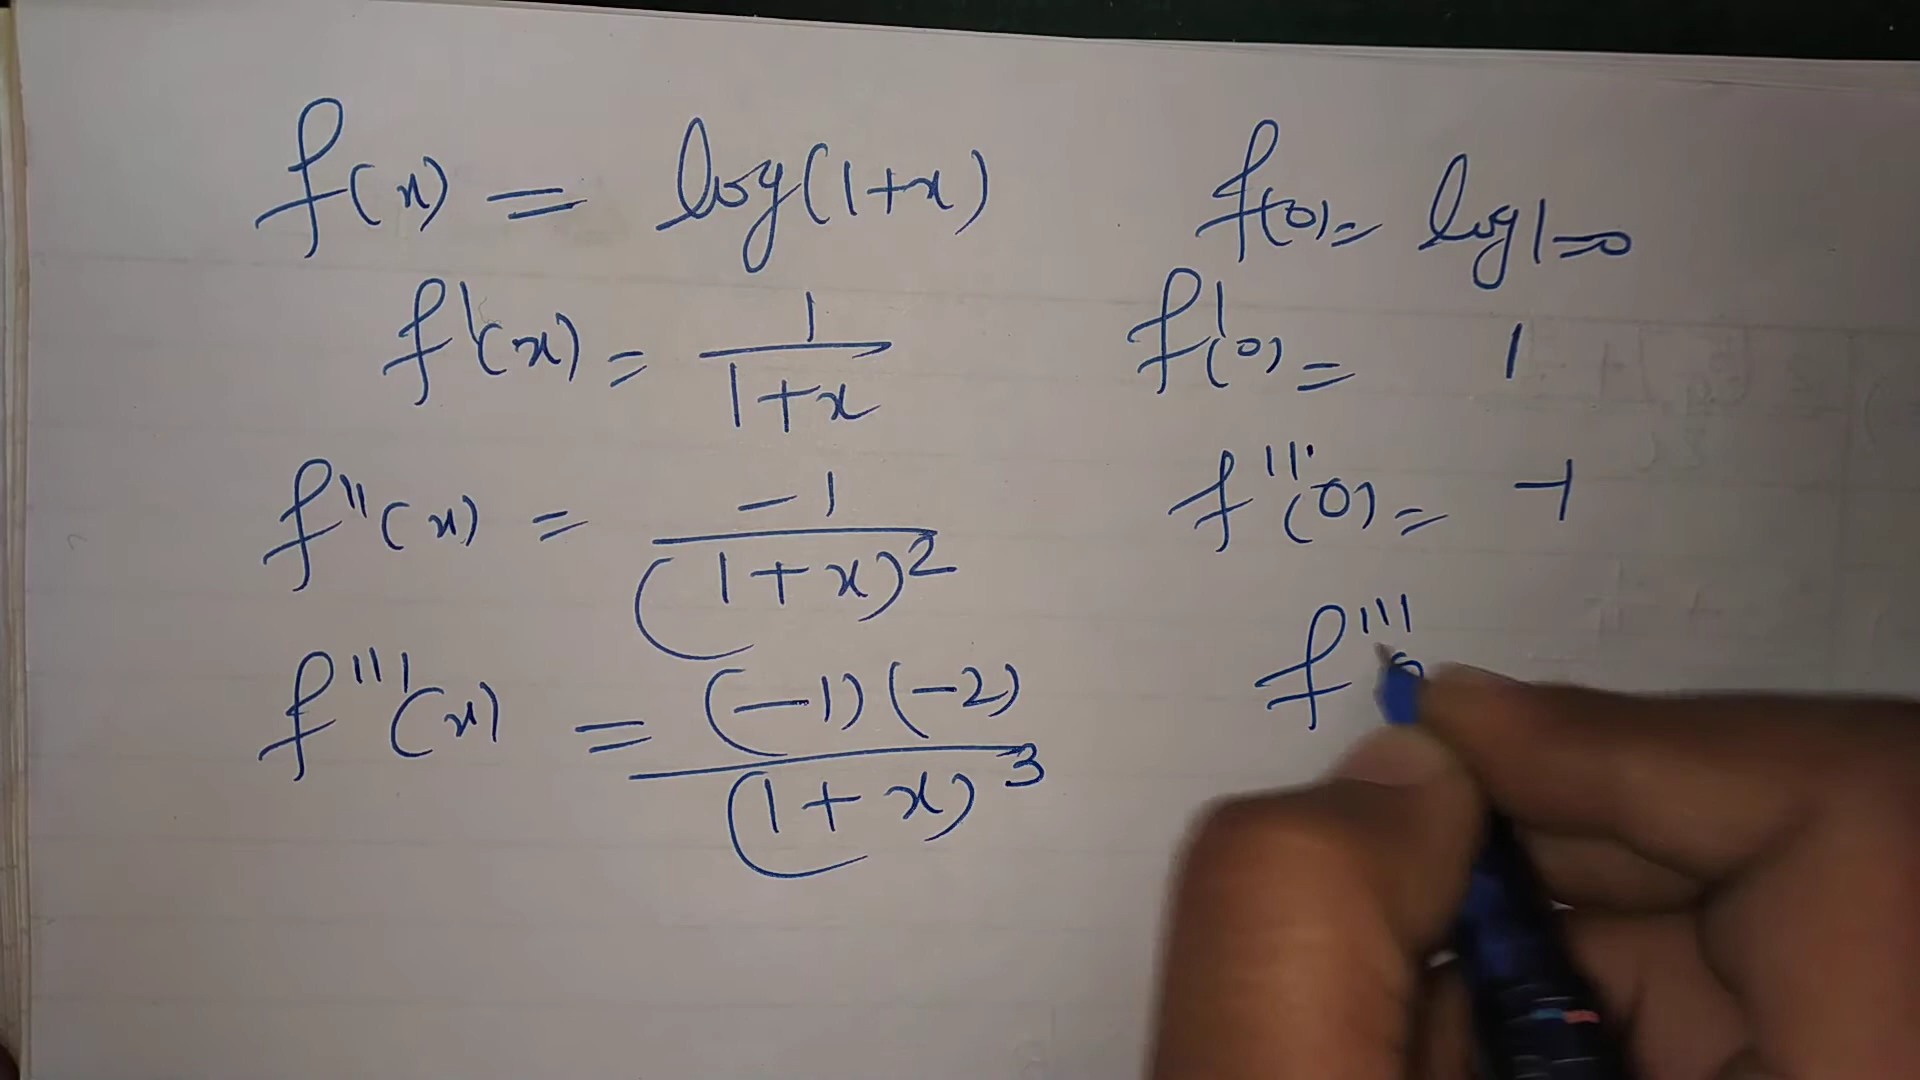 f(x) = log(1+x) f(0) = log1=0
f'(x) = 1/(1+x) f'(0) = 1
f''(x) = -1/(1+x)² f'''(0) = -1
f'''(x) = (-1)(-2)/(1+x)³ f'''